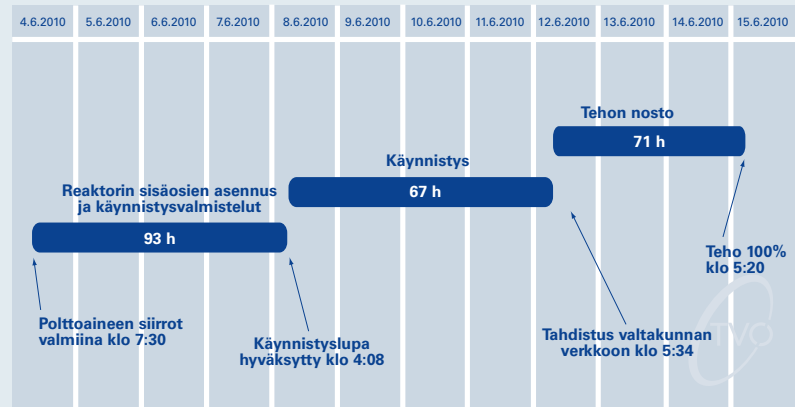 4.6.2010 5.6.2010 6.6.2010 7.6.2010 8.6.2010 9.6.2010 10.6.2010 11.6.2010 12.6.2010 13.6.2010 14.6.2010 15.6.2010
Tehon nosto
71 h
Käynnistys
67 h
Reaktorin sisäosien asennus
ja käynnistysvalmistelut
93 h
Teho 100%
klo 5:20
Polttoaineen siirrot
valmiina klo 7:30
Käynnistyslupa
hyväksytty klo 4:08
Tahdistus valtakunnan
verkkoon klo 5:34
TVO